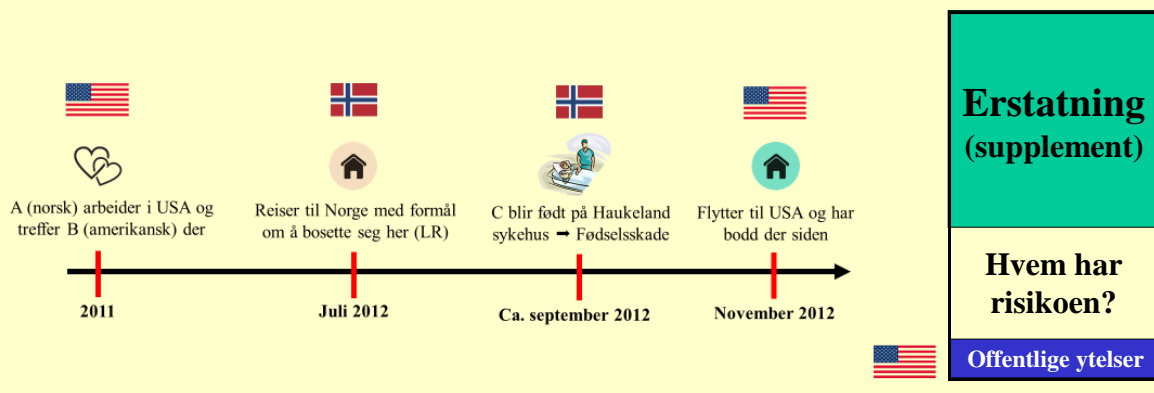 A (norsk) arbeider i USA og
treffer B (amerikansk) der
2011
Reiser til Norge med formål
om å bosette seg her (LR)
Juli 2012
C blir født på Haukeland
sykehus ➞ Fødselsskade
Ca. september 2012
Flytter til USA og har
bodd der siden
November 2012
Erstatning
(supplement)
Hvem har
risikoen?
Offentlige ytelser